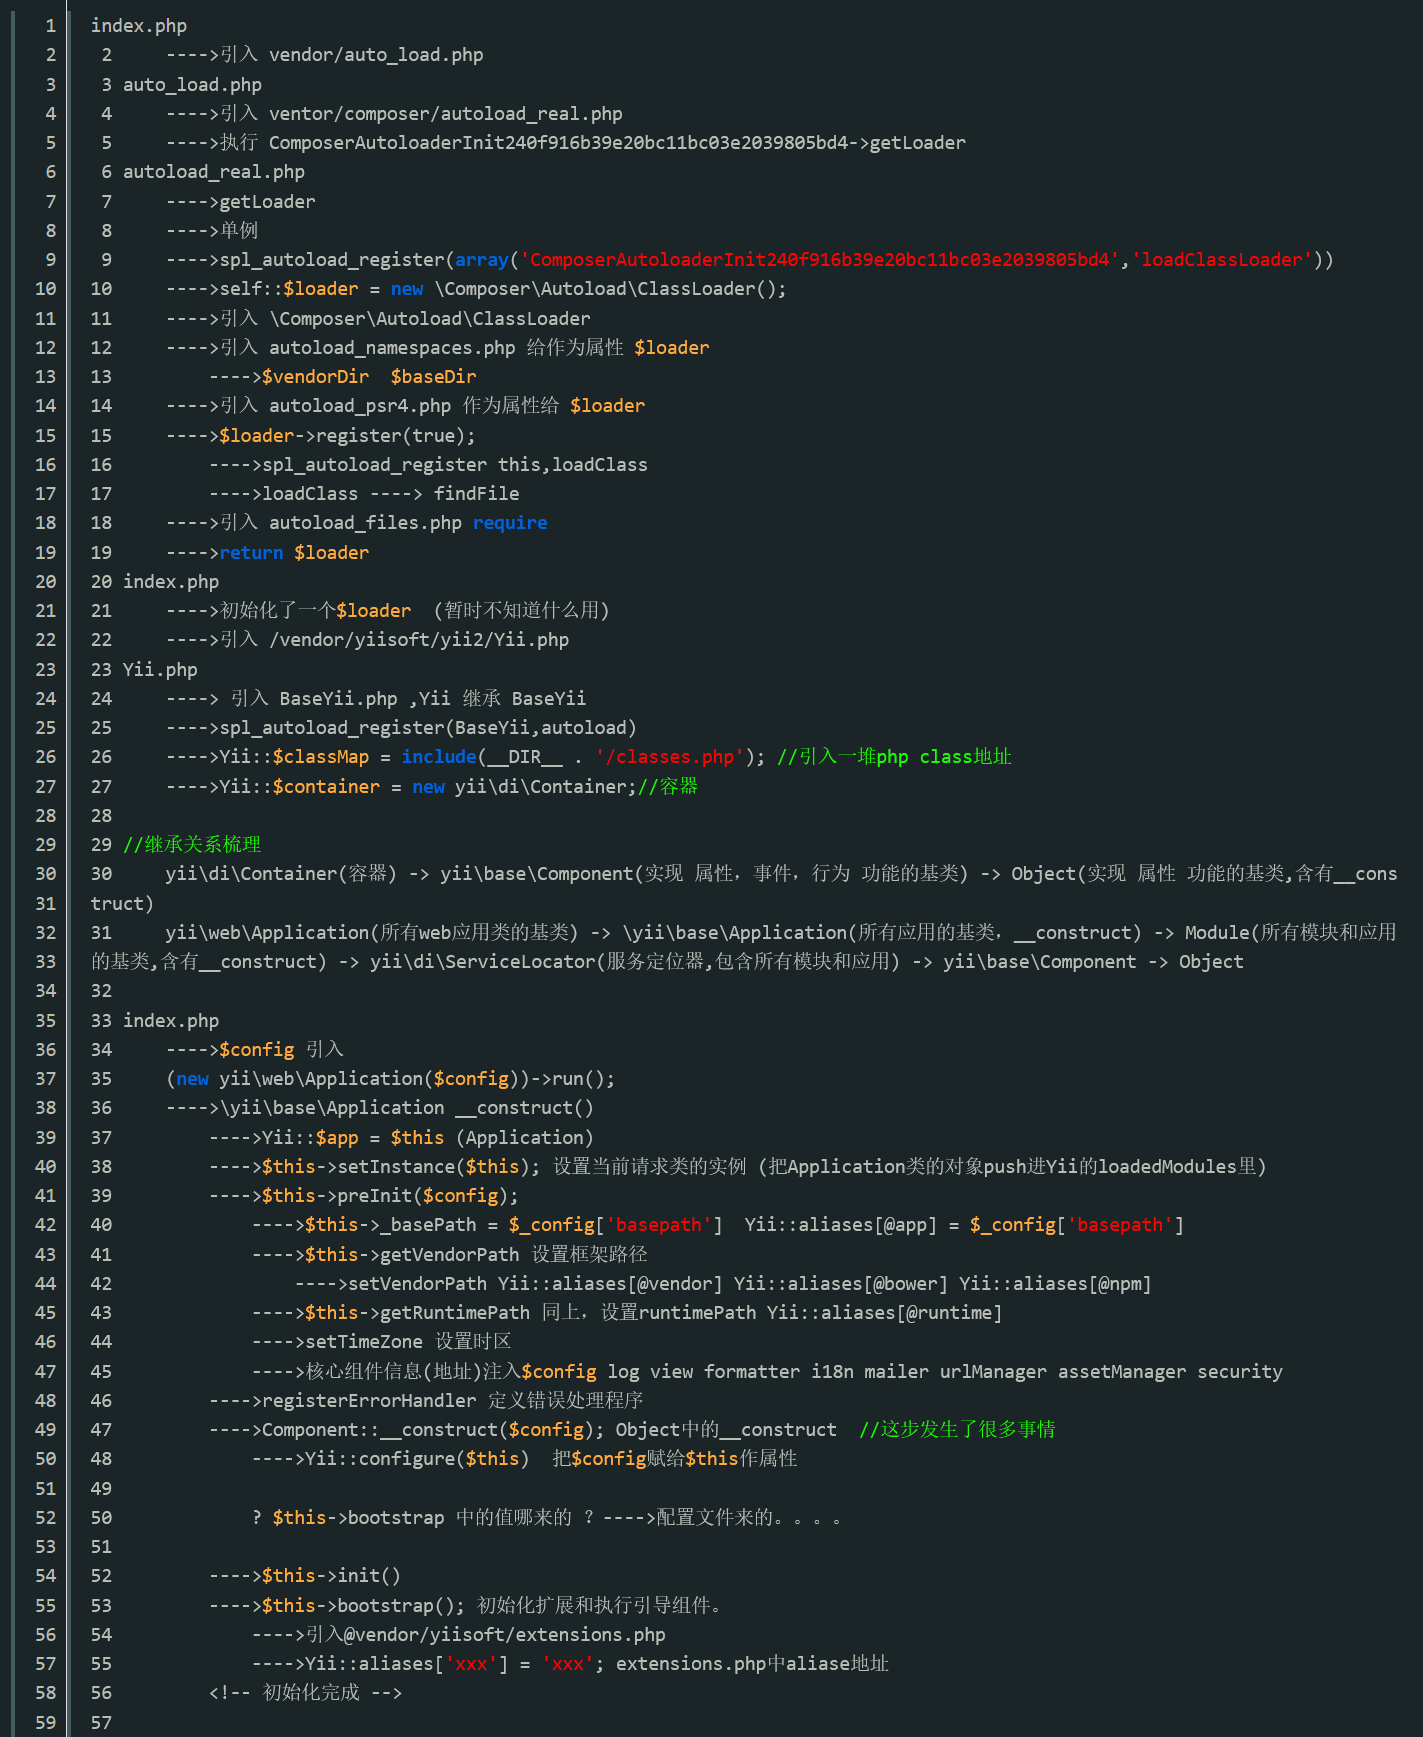 1 index.php
2 2     ---->引入 vendor/auto_load.php
3 3 auto_load.php
4 4     ---->引入 ventor/composer/autoload_real.php
5 5     ---->执行 ComposerAutoloaderInit240f916b39e20bc11bc03e2039805bd4->getLoader
6 6 autoload_real.php
7 7     ---->getLoader
8 8     ---->单例
9 9     ---->spl_autoload_register(array('ComposerAutoloaderInit240f916b39e20bc11bc03e2039805bd4','loadClassLoader'))
10 10     ---->self::$loader = new \Composer\Autoload\ClassLoader();
11 11     ---->引入 \Composer\Autoload\ClassLoader
12 12     ---->引入 autoload_namespaces.php 给作为属性 $loader
13 13         ---->$vendorDir  $baseDir
14 14     ---->引入 autoload_psr4.php 作为属性给 $loader
15 15     ---->$loader->register(true);
16 16         ---->spl_autoload_register this,loadClass
17 17         ---->loadClass ----> findFile
18 18     ---->引入 autoload_files.php require
19 19     ---->return $loader
20 20 index.php
21 21     ---->初始化了一个$loader  (暂时不知道什么用)
22 22     ---->引入 /vendor/yiisoft/yii2/Yii.php
23 23 Yii.php
24 24     ----> 引入 BaseYii.php ,Yii 继承 BaseYii
25 25     ---->spl_autoload_register(BaseYii,autoload)
26 26     ---->Yii::$classMap = include(__DIR__ . '/classes.php'); //引入一堆php class地址
27 27     ---->Yii::$container = new yii\di\Container;//容器
28 28
29 29 //继承关系梳理
30 30     yii\di\Container(容器) -> yii\base\Component(实现 属性，事件，行为 功能的基类) -> Object(实现 属性 功能的基类,含有__cons
31 truct)
32 31     yii\web\Application(所有web应用类的基类) -> \yii\base\Application(所有应用的基类，__construct) -> Module(所有模块和应用
33 的基类,含有__construct) -> yii\di\ServiceLocator(服务定位器,包含所有模块和应用) -> yii\base\Component -> Object
34 32
35 33 index.php
36 34     ---->$config 引入
37 35     (new yii\web\Application($config))->run();
38 36     ---->\yii\base\Application __construct()
39 37         ---->Yii::$app = $this (Application)
40 38         ---->$this->setInstance($this); 设置当前请求类的实例 (把Application类的对象push进Yii的loadedModules里)
41 39         ---->$this->preInit($config);
42 40             ---->$this->_basePath = $_config['basepath']  Yii::aliases[@app] = $_config['basepath']
43 41             ---->$this->getVendorPath 设置框架路径
44 42                 ---->setVendorPath Yii::aliases[@vendor] Yii::aliases[@bower] Yii::aliases[@npm]
45 43             ---->$this->getRuntimePath 同上，设置runtimePath Yii::aliases[@runtime]
46 44             ---->setTimeZone 设置时区
47 45             ---->核心组件信息(地址)注入$config log view formatter i18n mailer urlManager assetManager security
48 46         ---->registerErrorHandler 定义错误处理程序
49 47         ---->Component::__construct($config); Object中的__construct  //这步发生了很多事情
50 48             ---->Yii::configure($this)  把$config赋给$this作属性
51 49
52 50             ? $this->bootstrap 中的值哪来的 ？---->配置文件来的。。。。
53 51
54 52         ---->$this->init()
55 53         ---->$this->bootstrap(); 初始化扩展和执行引导组件。
56 54             ---->引入@vendor/yiisoft/extensions.php
57 55             ---->Yii::aliases['xxx'] = 'xxx'; extensions.php中aliase地址
58 56         <!-- 初始化完成 -->
59 57